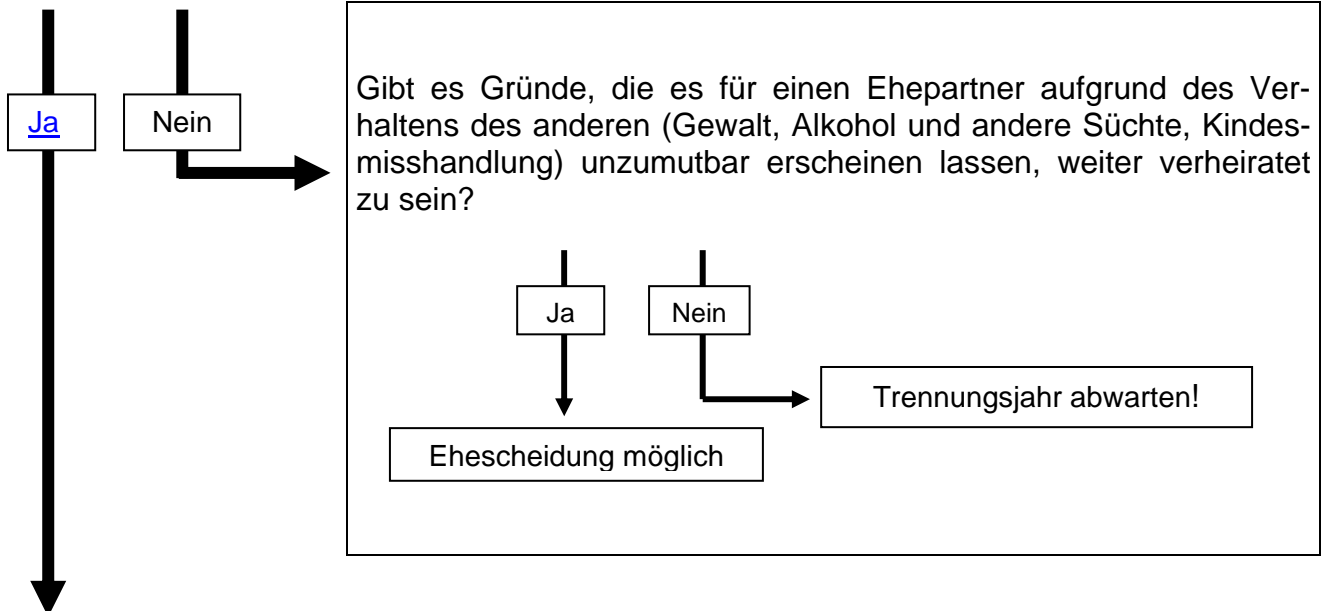 Ja
Nein
Gibt es Gründe, die es für einen Ehepartner aufgrund des Ver-
haltens des anderen (Gewalt, Alkohol und andere Süchte, Kindes-
misshandlung) unzumutbar erscheinen lassen, weiter verheiratet
zu sein?
Ja
Nein
Trennungsjahr abwarten!
Ehescheidung möglich